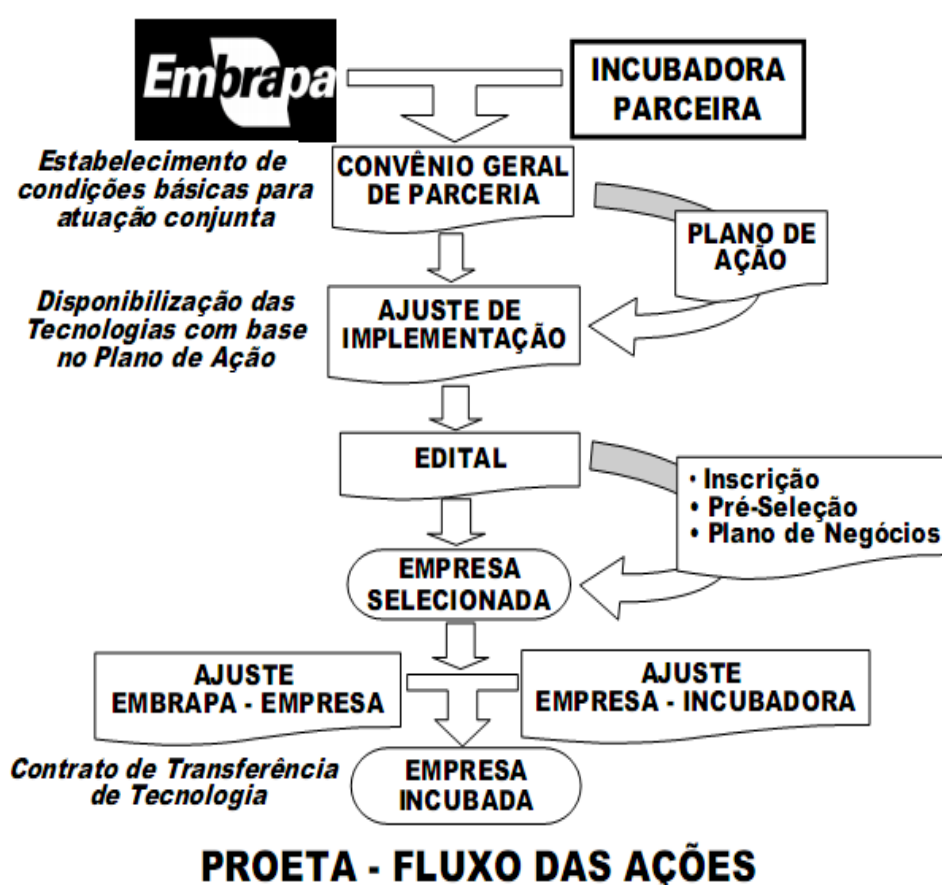 Embrapa
INCUBADORA
PARCEIRA
Estabelecimento de
condições básicas para
atuação conjunta
CONVÊNIO GERAL
DE PARCERIA
PLANO DE
AÇÃO
Disponibilização das
Tecnologias com base
no Plano de Ação
AJUSTE DE
IMPLEMENTAÇÃO
EDITAL
• Inscrição
• Pré-Seleção
• Plano de Negócios
EMPRESA
SELECIONADA
AJUSTE
EMBRAPA - EMPRESA
AJUSTE
EMPRESA - INCUBADORA
Contrato de Transferência
de Tecnologia
EMPRESA
INCUBADA
PROETA - FLUXO DAS AÇÕES